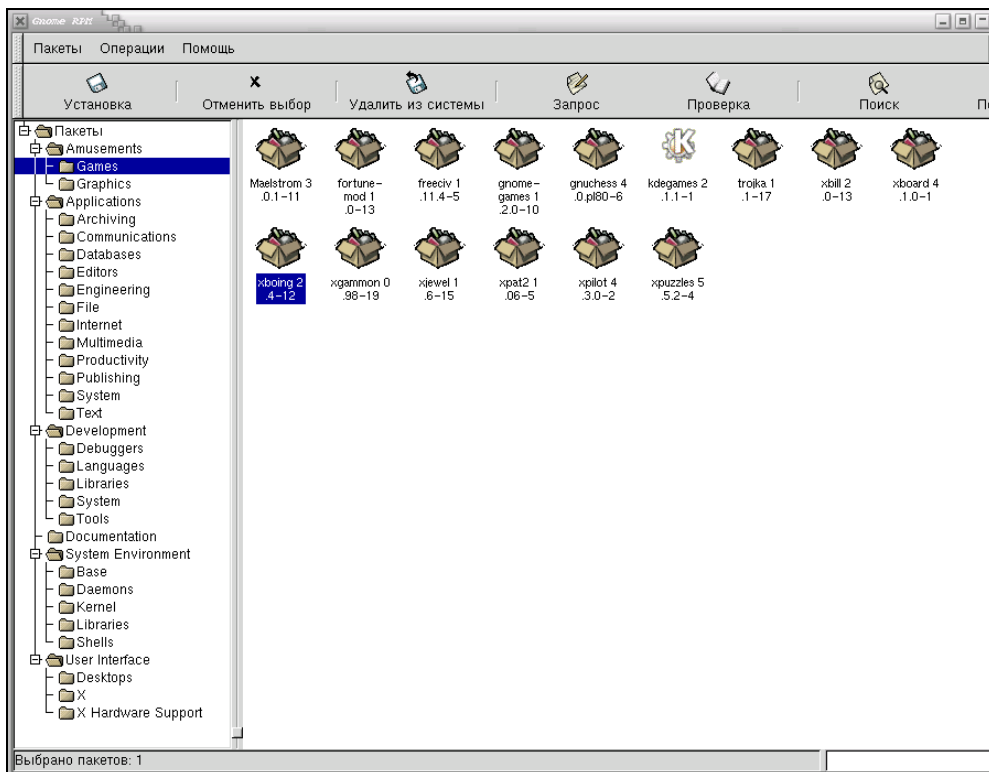 Gnome RPM
Пакеты Операции Помощь
Установка Отменить выбор Удалить из системы Запрос Проверка Поиск
Пакеты
Amusements
Games
Graphics
Applications
Archiving
Communications
Databases
Editors
Engineering
File
Internet
Multimedia
Productivity
Publishing
System
Text
Development
Debuggers
Languages
Libraries
System
Tools
Documentation
System Environment
Base
Daemons
Kernel
Libraries
Shells
User Interface
Desktops
X
X Hardware Support
Maelstrom 3
.0.1-11
fortune-
mod 1
.0-13
freeciv 1
.11.4-5
gnome-
games 1
.2.0-10
gnuchess 4
.0.pl80-6
kdegames 2
.1.1-1
trojka 1
.1-17
xbill 2
.0-13
xboard 4
.1.0-1
xboing 2
.4-12
xgammon 0
.98-19
xjewel 1
.6-15
xpat2 1
.06-5
xpilot 4
.3.0-2
xpuzzles 5
.5.2-4
Выбрано пакетов: 1